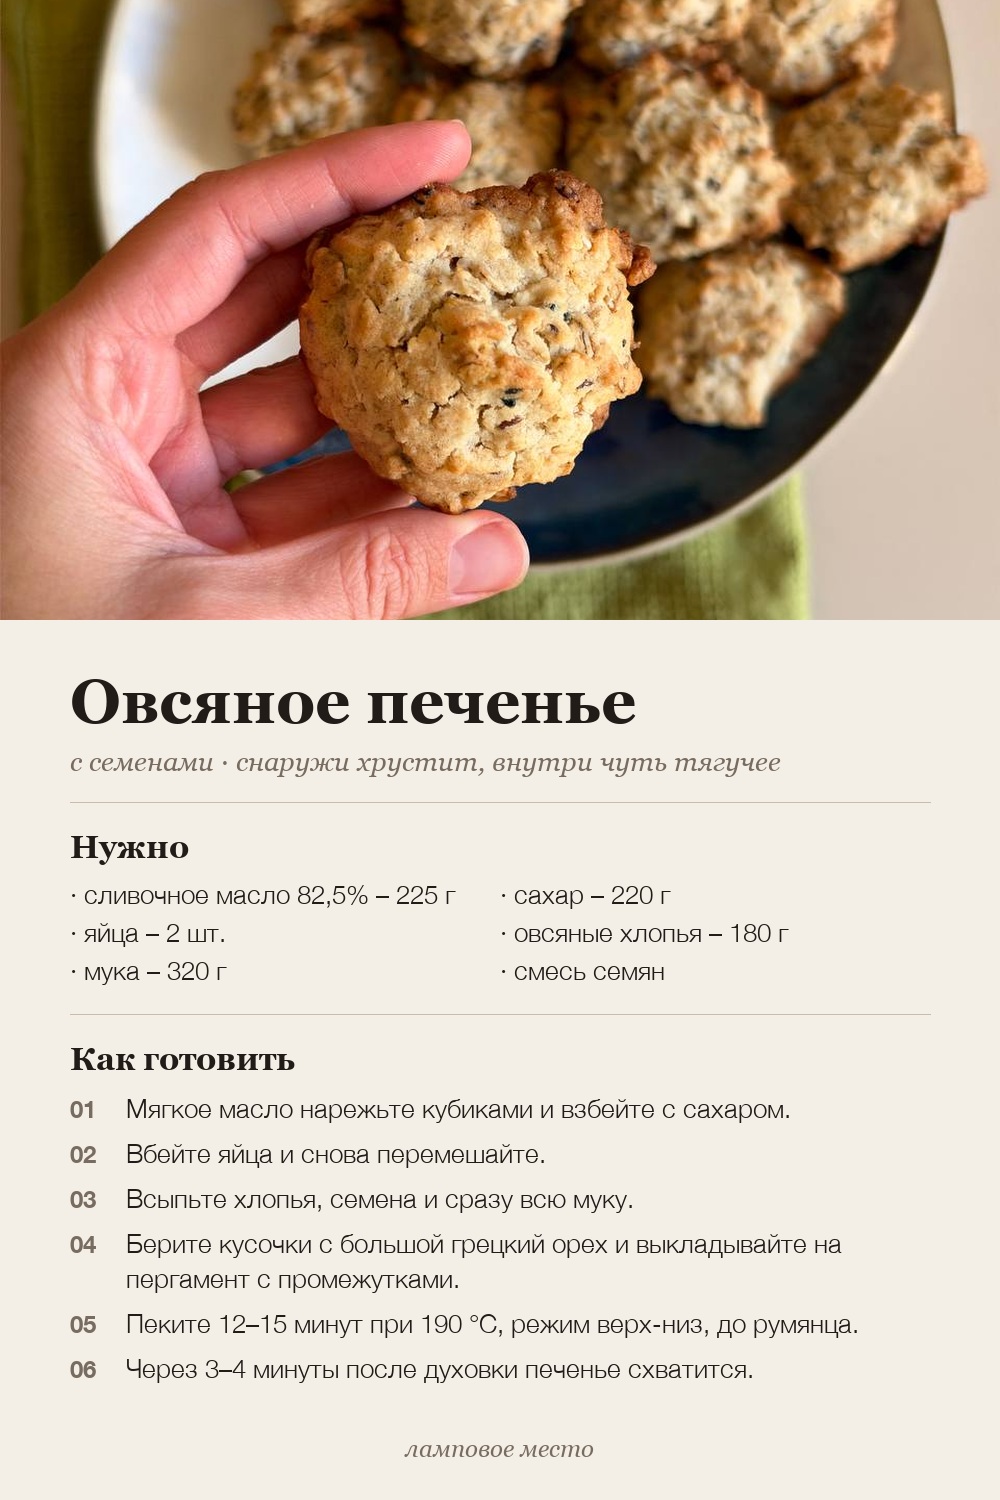 Овсяное печенье
с семенами · снаружи хрустит, внутри чуть тягучее
Нужно
· сливочное масло 82,5% – 225 г
· яйца – 2 шт.
· мука – 320 г
· сахар – 220 г
· овсяные хлопья – 180 г
· смесь семян
Как готовить
01 Мягкое масло нарежьте кубиками и взбейте с сахаром.
02 Вбейте яйца и снова перемешайте.
03 Всыпьте хлопья, семена и сразу всю муку.
04 Берите кусочки с большой грецкий орех и выкладывайте на
пергамент с промежутками.
05 Пеките 12–15 минут при 190 °C, режим верх-низ, до румянца.
06 Через 3–4 минуты после духовки печенье схватится.
ламповое место